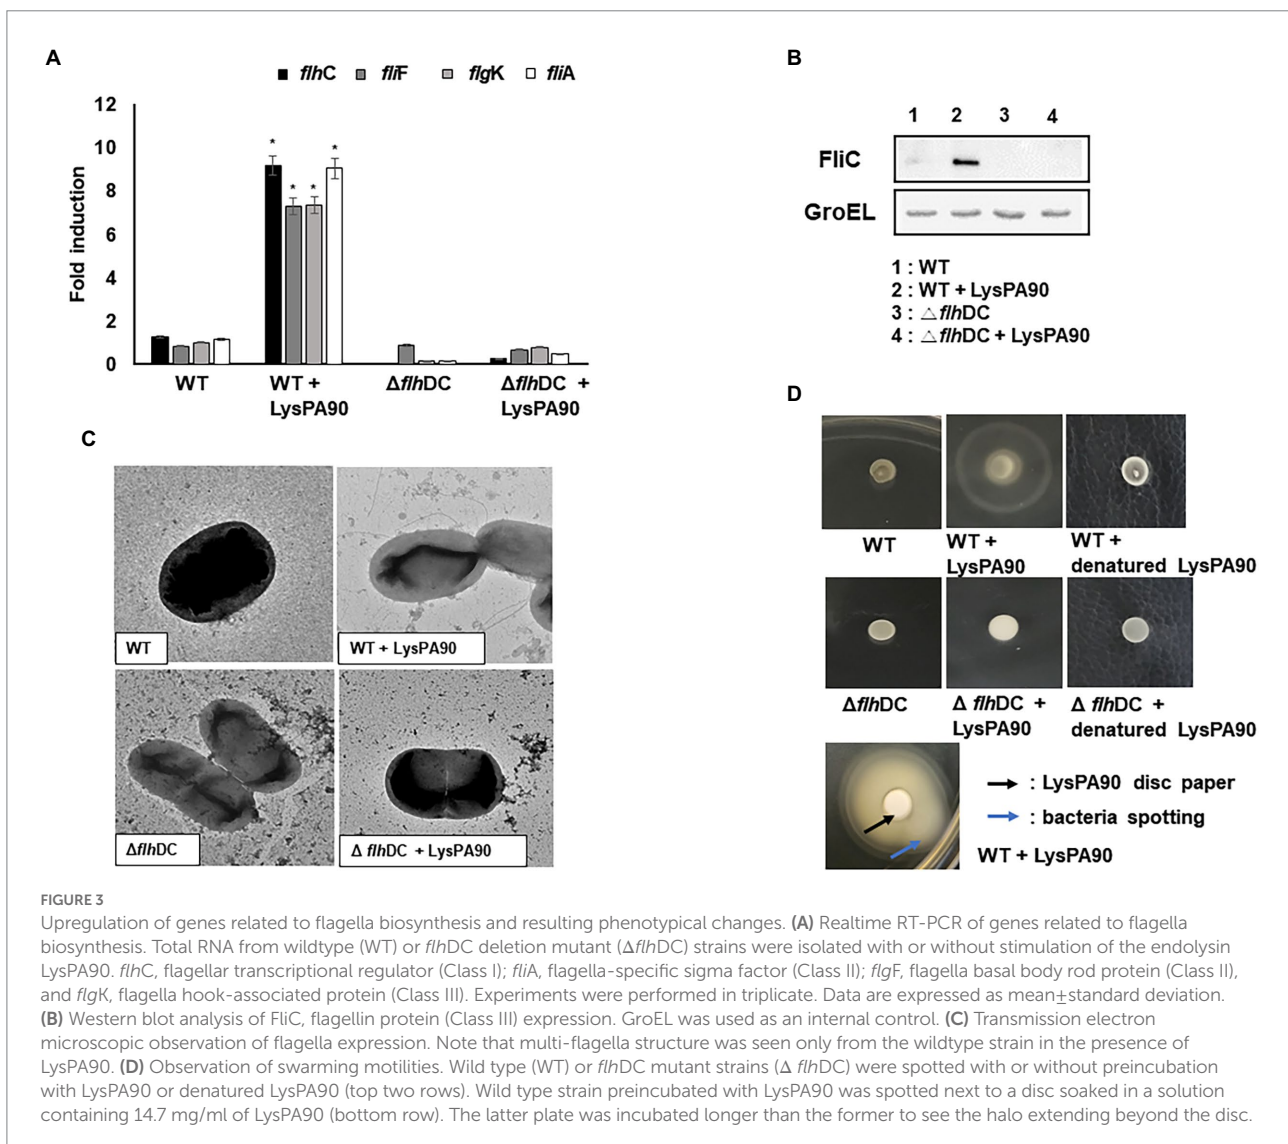 A
flhC fliF flgK fliA
12
10
8
6
4
2
0
Fold induction
* * * *
WT
WT +
LysPA90
ΔflhDC
ΔflhDC +
LysPA90
B
1 2 3 4
FliC
GroEL
1 : WT
2 : WT + LysPA90
3 : △flhDC
4 : △flhDC + LysPA90
C
WT
WT + LysPA90
ΔflhDC
Δ flhDC + LysPA90
D
WT
WT +
LysPA90
WT +
denatured LysPA90
ΔflhDC
Δ flhDC +
LysPA90
Δ flhDC +
denatured LysPA90
: LysPA90 disc paper
: bacteria spotting
WT + LysPA90
FIGURE 3
Upregulation of genes related to flagella biosynthesis and resulting phenotypical changes. (A) Realtime RT-PCR of genes related to flagella
biosynthesis. Total RNA from wildtype (WT) or flhDC deletion mutant (ΔflhDC) strains were isolated with or without stimulation of the endolysin
LysPA90. flhC, flagellar transcriptional regulator (Class I); fliA, flagella-specific sigma factor (Class II); flgF, flagella basal body rod protein (Class II),
and flgK, flagella hook-associated protein (Class III). Experiments were performed in triplicate. Data are expressed as mean±standard deviation.
(B) Western blot analysis of FliC, flagellin protein (Class III) expression. GroEL was used as an internal control. (C) Transmission electron
microscopic observation of flagella expression. Note that multi-flagella structure was seen only from the wildtype strain in the presence of
LysPA90. (D) Observation of swarming motilities. Wild type (WT) or flhDC mutant strains (Δ flhDC) were spotted with or without preincubation
with LysPA90 or denatured LysPA90 (top two rows). Wild type strain preincubated with LysPA90 was spotted next to a disc soaked in a solution
containing 14.7 mg/ml of LysPA90 (bottom row). The latter plate was incubated longer than the former to see the halo extending beyond the disc.